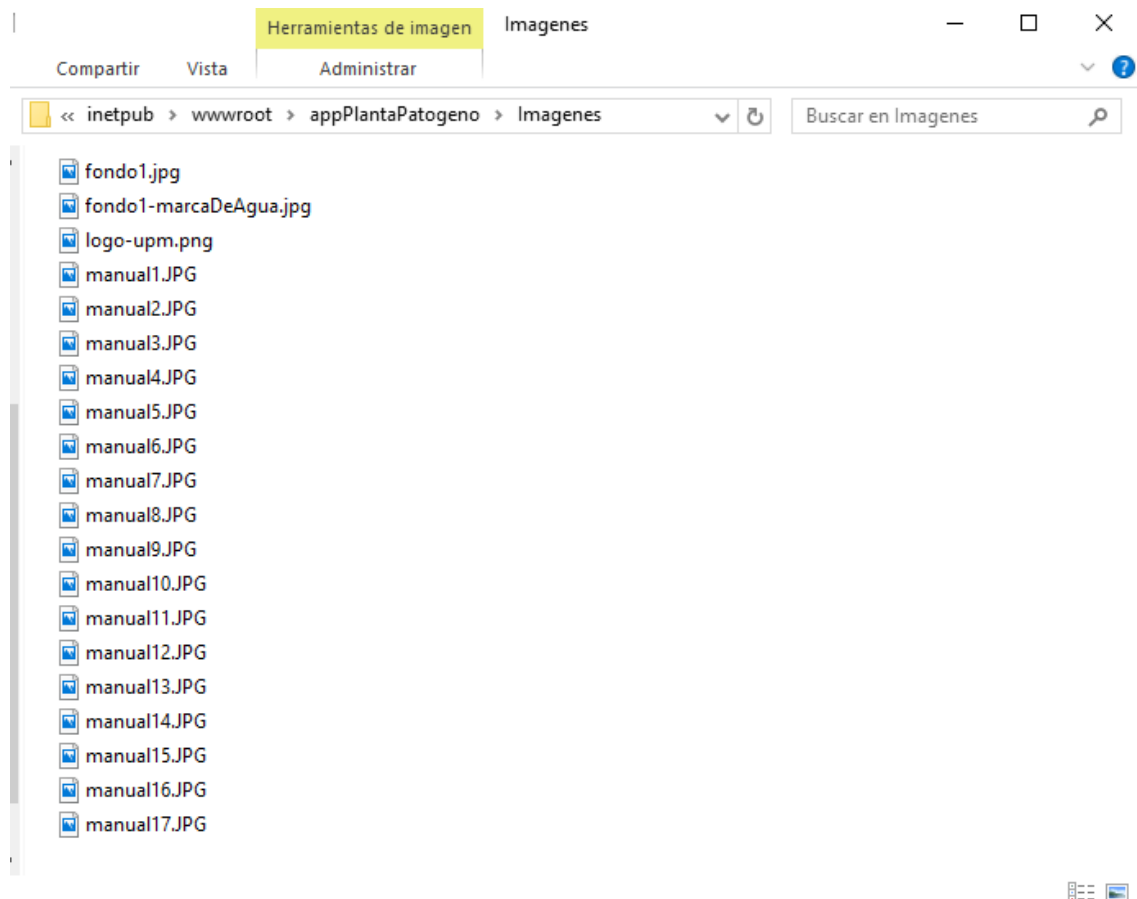 Herramientas de imagen Imagenes
Compartir Vista Administrar
« inetpub > wwwroot > appPlantaPatogeno > Imagenes Buscar en Imagenes
fondo1.jpg
fondo1-marcaDeAgua.jpg
logo-upm.png
manual1.JPG
manual2.JPG
manual3.JPG
manual4.JPG
manual5.JPG
manual6.JPG
manual7.JPG
manual8.JPG
manual9.JPG
manual10.JPG
manual11.JPG
manual12.JPG
manual13.JPG
manual14.JPG
manual15.JPG
manual16.JPG
manual17.JPG